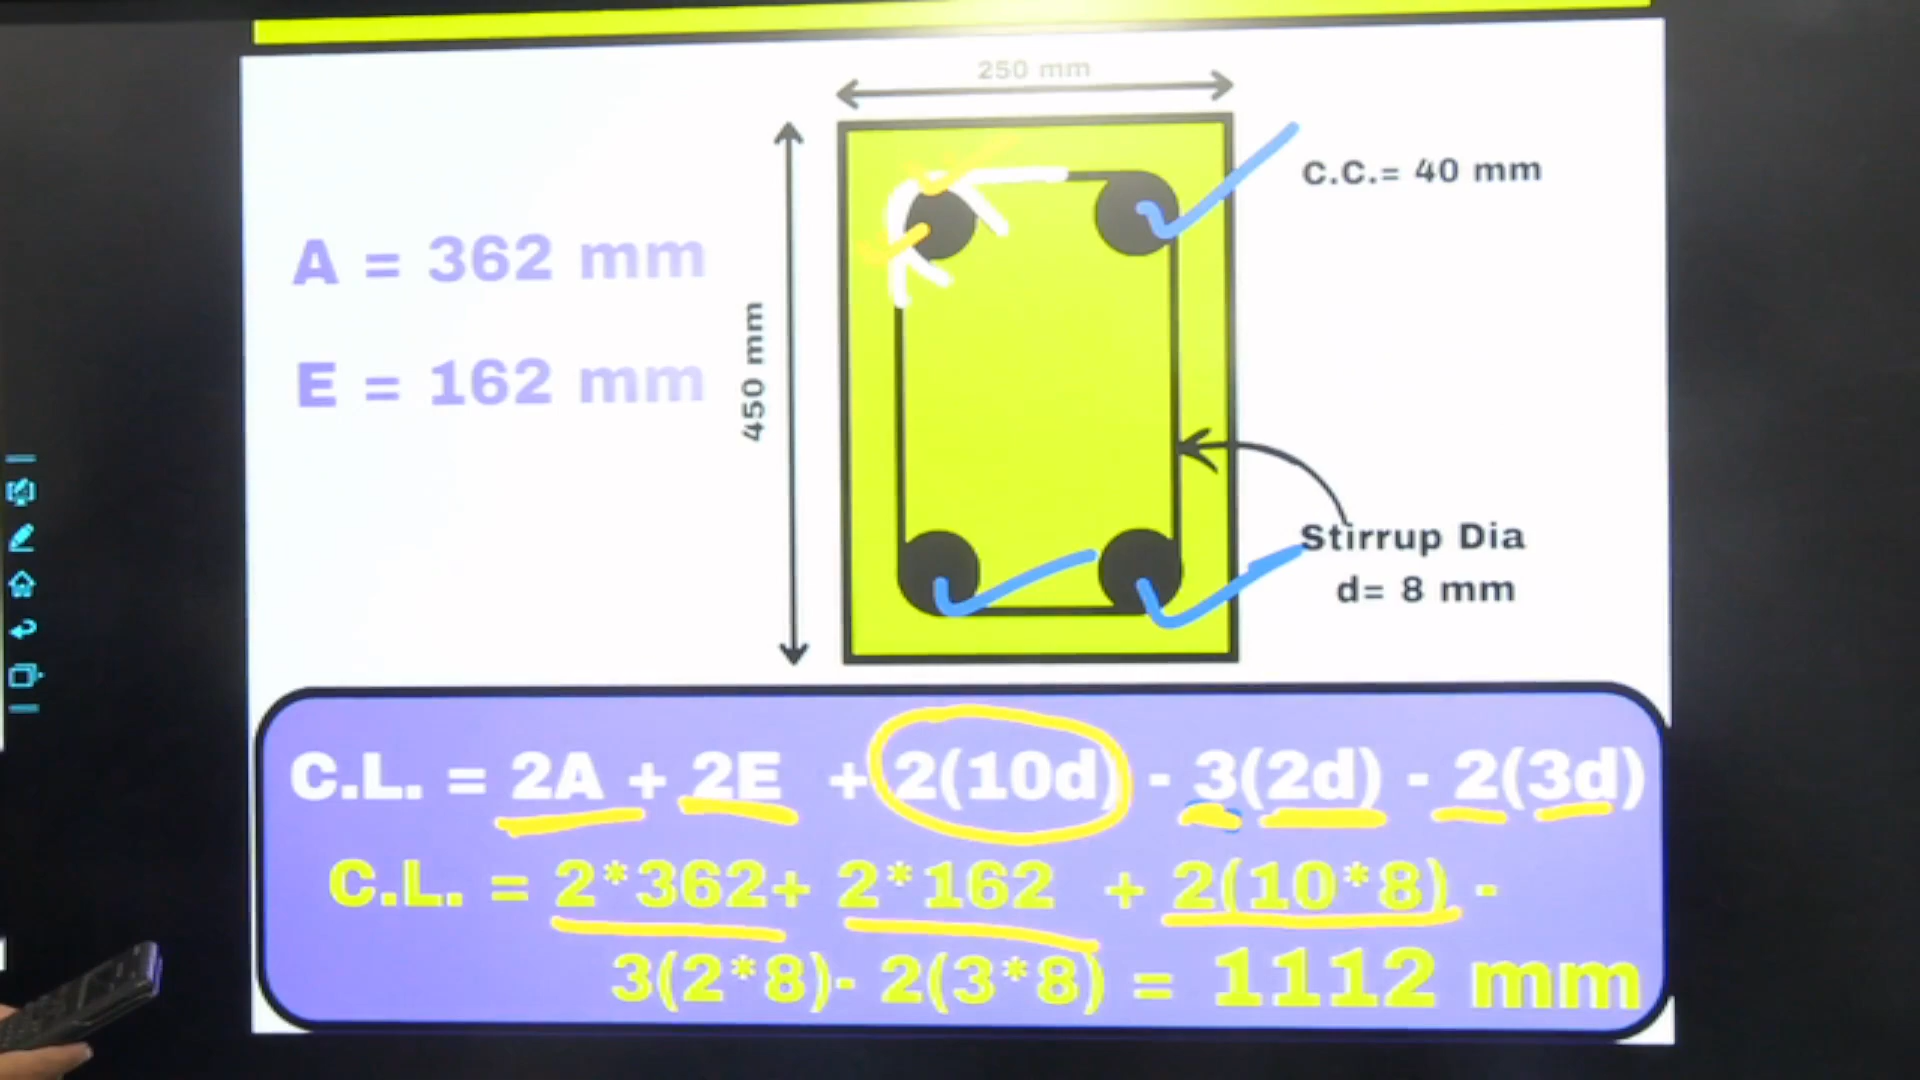 250 mm
C.C.= 40 mm
A = 362 mm
450 mm
E = 162 mm
Stirrup Dia
d= 8 mm
C.L. = 2A + 2E + 2(10d) - 3(2d) - 2(3d)
C.L. = 2*362+ 2*162 + 2(10*8) -
3(2*8)- 2(3*8) = 1112 mm